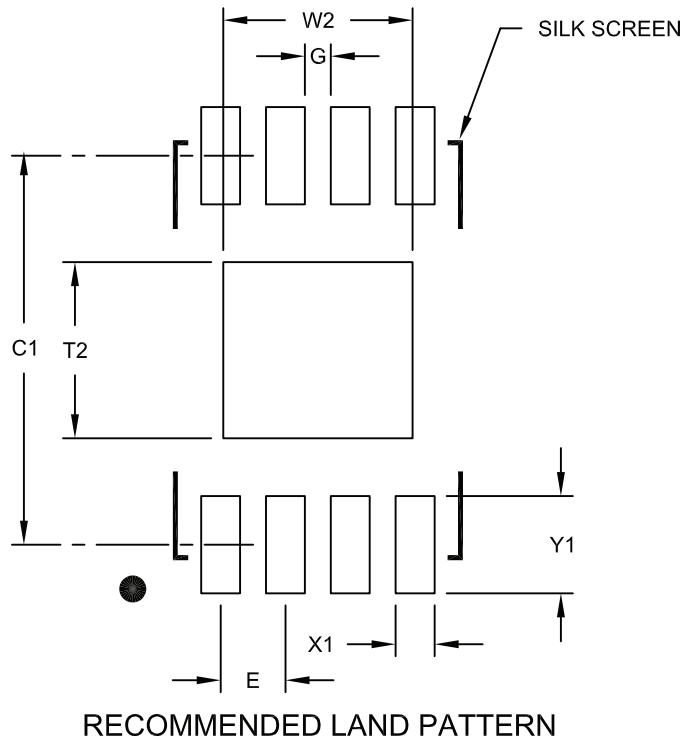 W2
SILK SCREEN
G
C1
T2
Y1
X1
E
RECOMMENDED LAND PATTERN